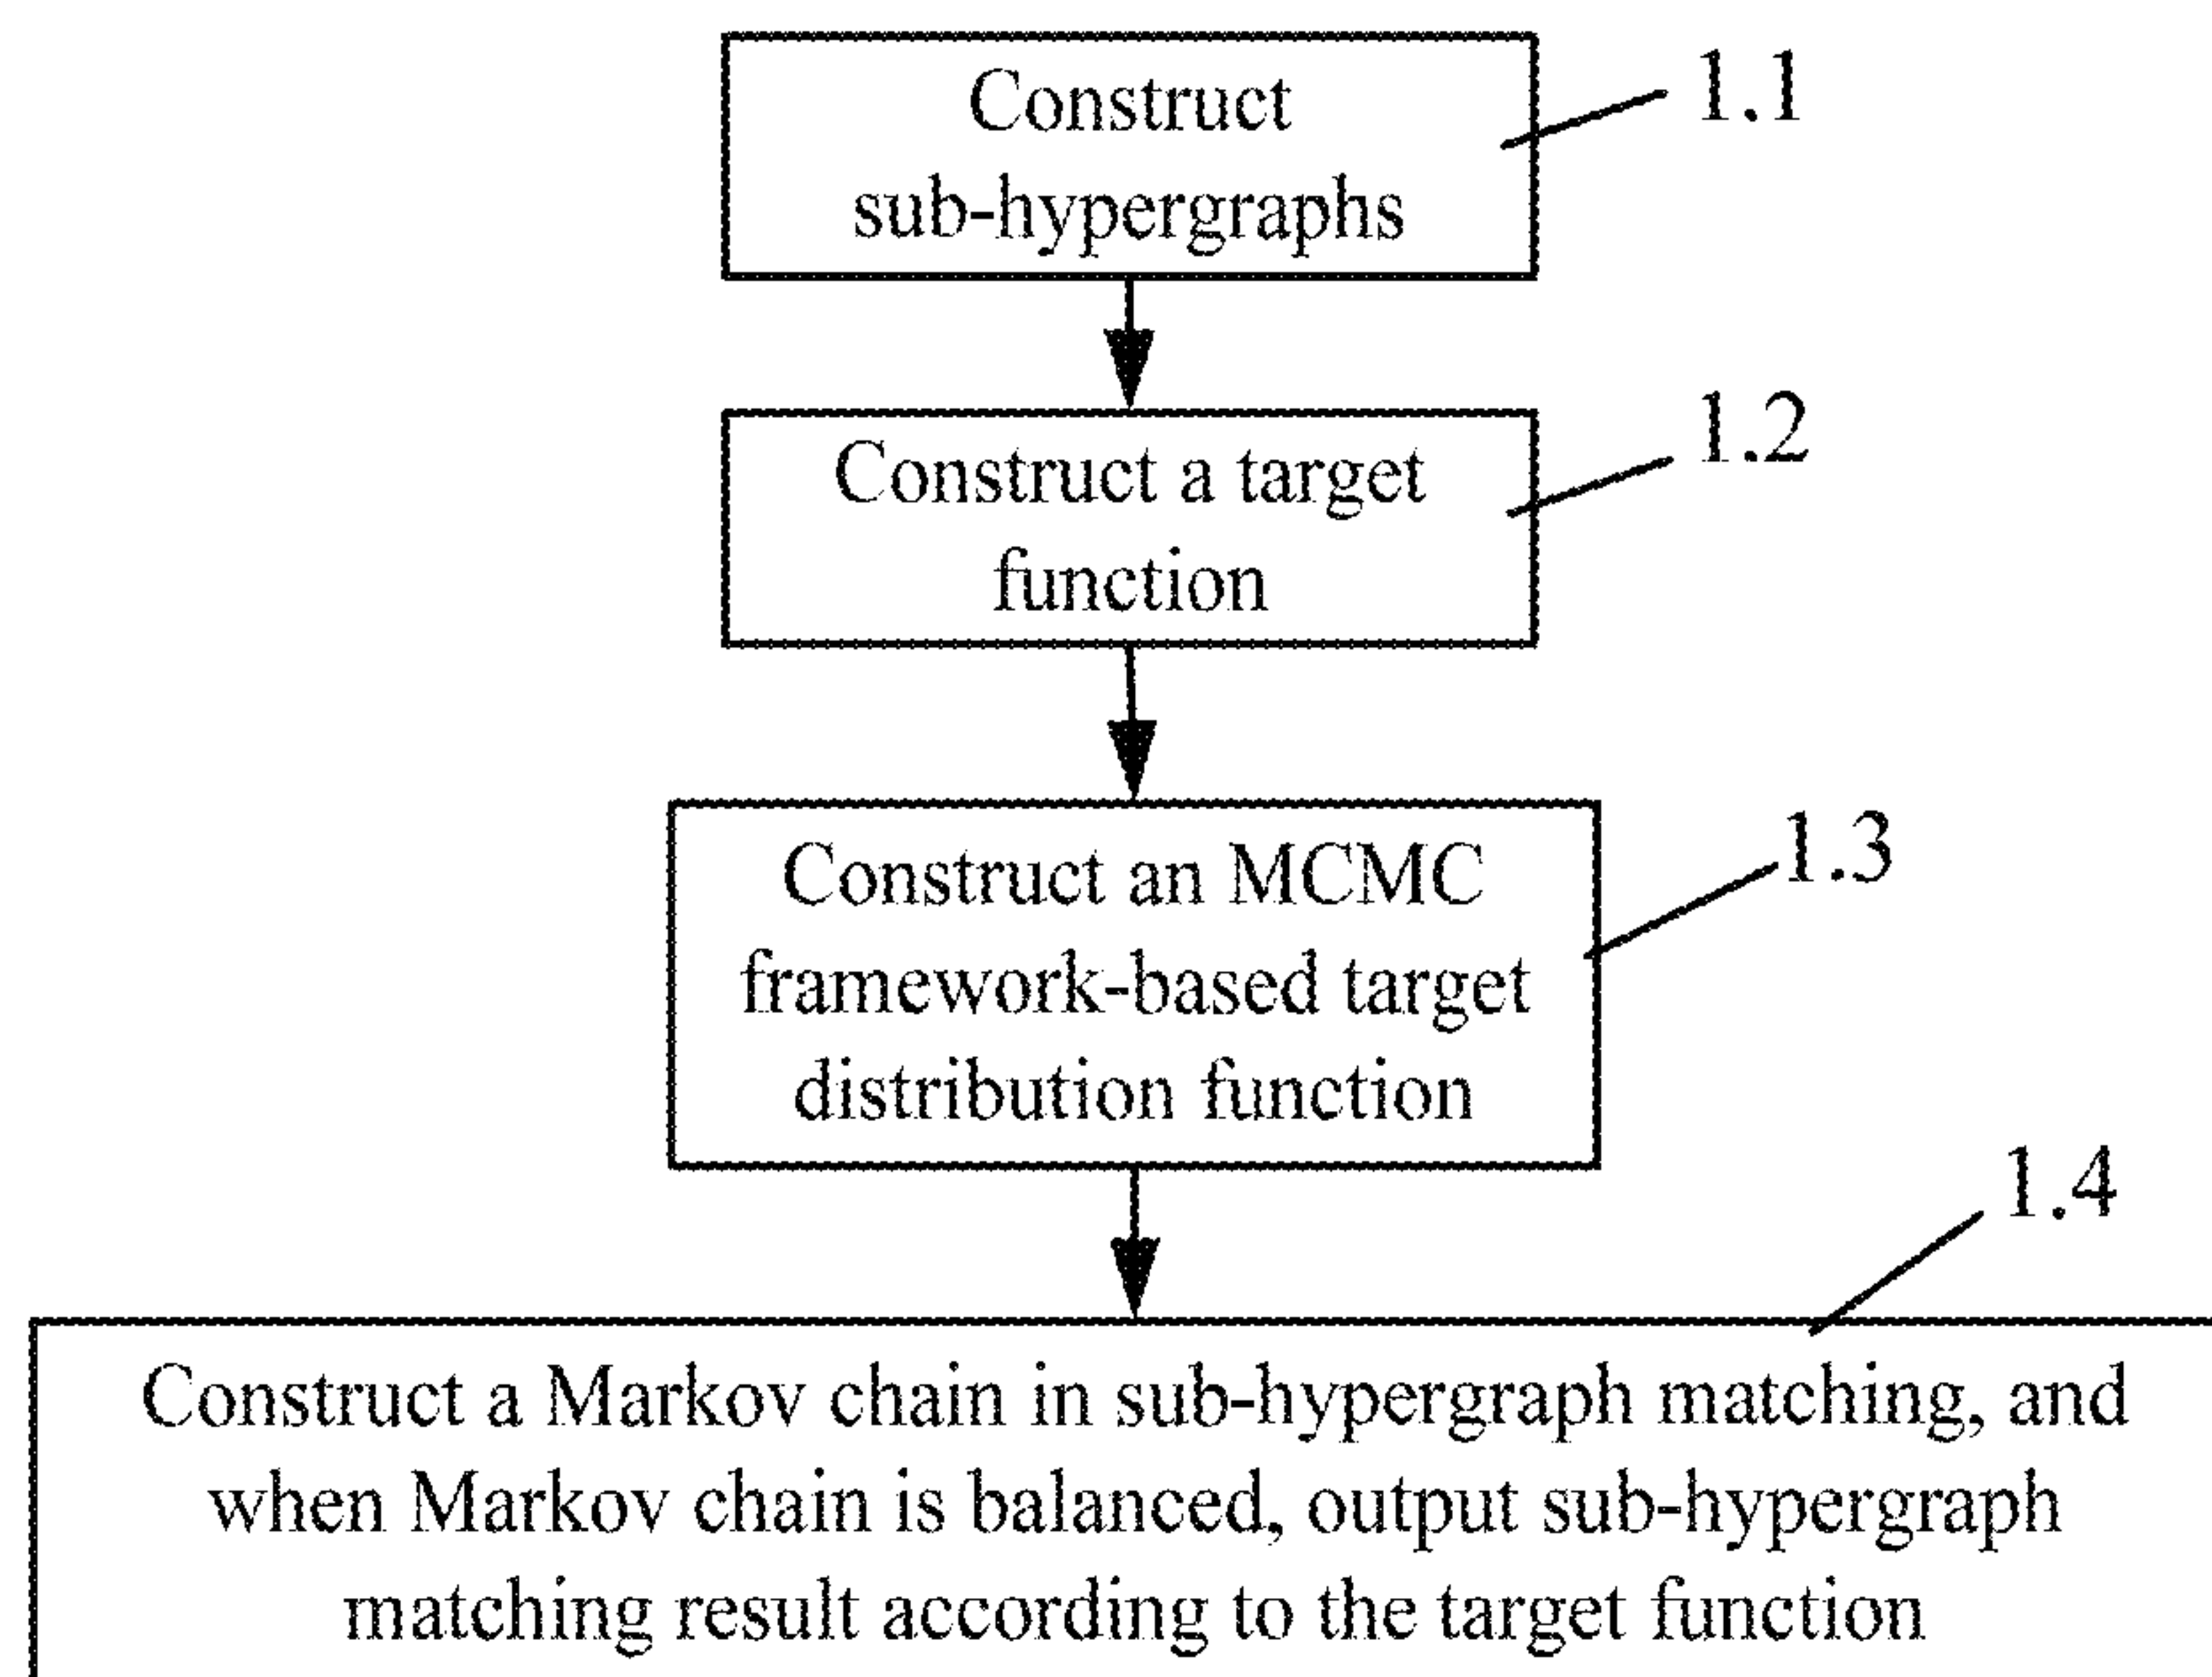 Construct
sub-hypergraphs
1.1
Construct a target
function
1.2
Construct an MCMC
framework-based target
distribution function
1.3
1.4
Construct a Markov chain in sub-hypergraph matching, and
when Markov chain is balanced, output sub-hypergraph
matching result according to the target function